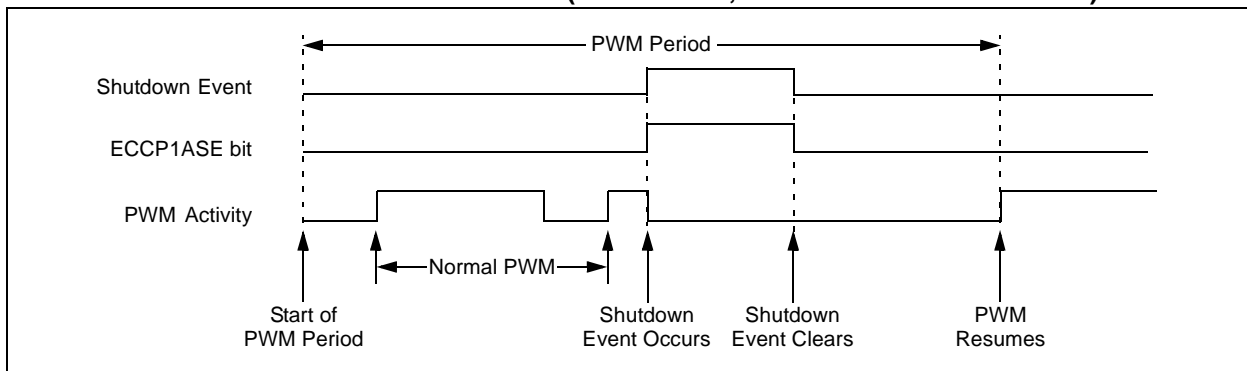 PWM Period
Shutdown Event
ECCP1ASE bit
PWM Activity
Normal PWM
Start of
PWM Period
Shutdown
Event Occurs
Shutdown
Event Clears
PWM
Resumes